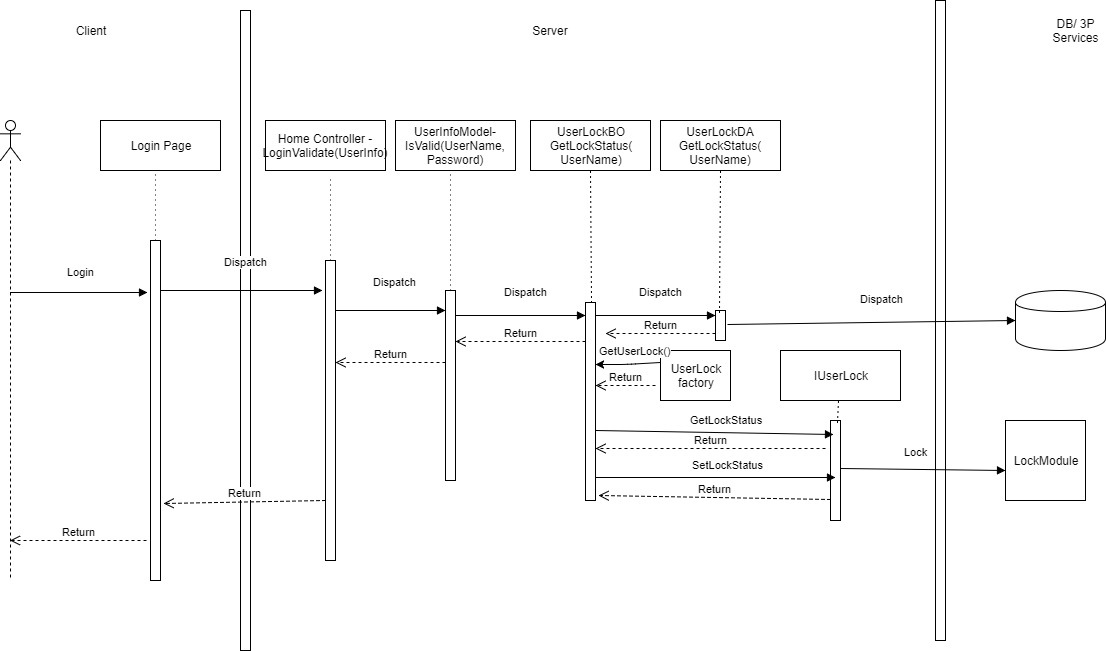 Client
Server
DB/ 3P
Services
Login Page
Home Controller -
LoginValidate(UserInfo)
UserInfoModel-
IsValid(UserName,
Password)
UserLockBO
GetLockStatus(
UserName)
UserLockDA
GetLockStatus(
UserName)
Login
Dispatch
Dispatch
Dispatch
Dispatch
Dispatch
Return
Return
Return
GetUserLock()
UserLock
factory
Return
IUserLock
GetLockStatus
Return
SetLockStatus
Return
Lock
LockModule
Return
Return